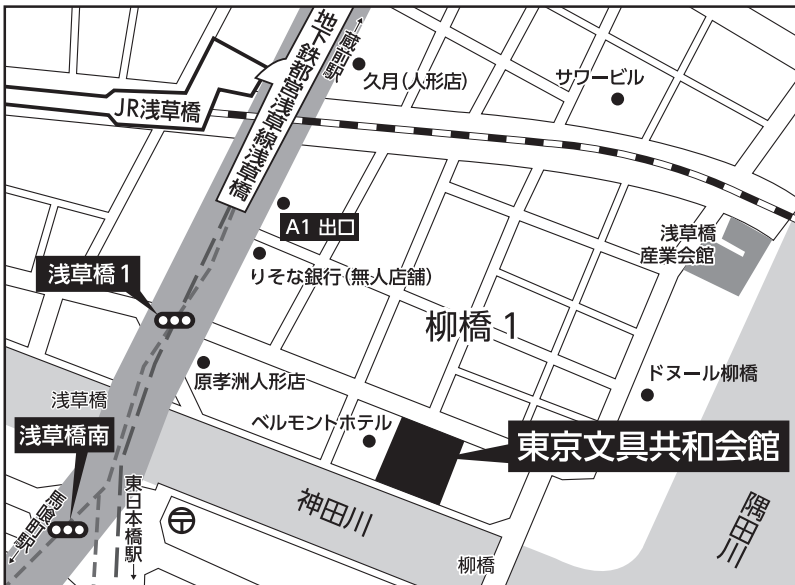 地下鉄都営浅草線浅草橋
←蔵前駅
久月(人形店)
サワービル
JR浅草橋
A1 出口
浅草橋
産業会館
りそな銀行(無人店舗)
浅草橋1
柳橋1
原孝洲人形店
ドヌール柳橋
浅草橋
ベルモントホテル
浅草橋南
東京文具共和会館
神田川
隅田川
←馬喰町駅
東日本橋駅→
〒
柳橋